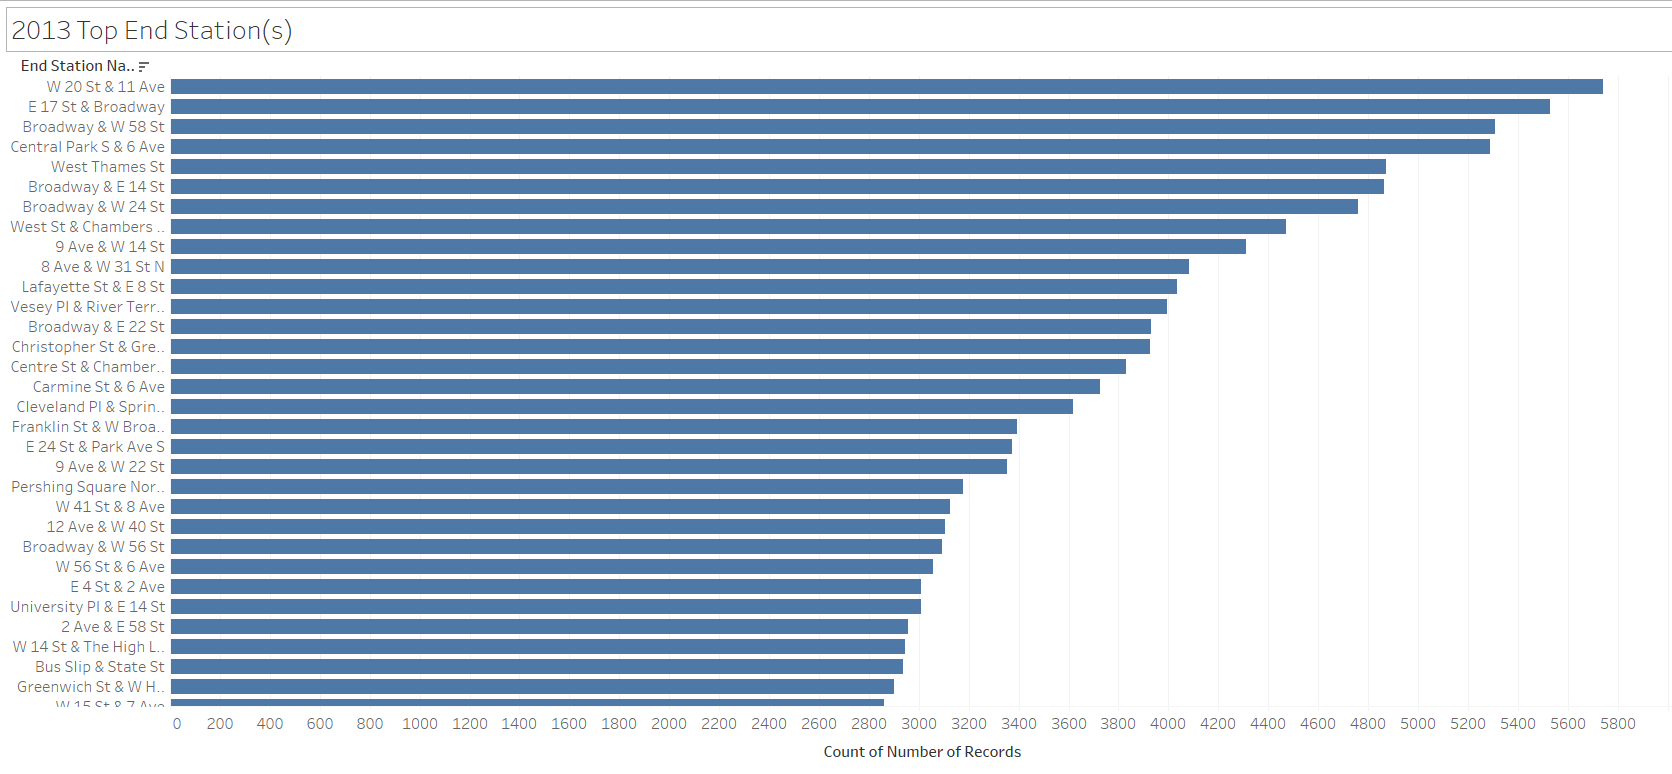 2013 Top End Station(s)
End Station Na..
W 20 St & 11 Ave
E 17 St & Broadway
Broadway & W 58 St
Central Park S & 6 Ave
West Thames St
Broadway & E 14 St
Broadway & W 24 St
West St & Chambers ..
9 Ave & W 14 St
8 Ave & W 31 St N
Lafayette St & E 8 St
Vesey Pl & River Terr..
Broadway & E 22 St
Christopher St & Gre..
Centre St & Chamber..
Carmine St & 6 Ave
Cleveland Pl & Sprin..
Franklin St & W Broa..
E 24 St & Park Ave S
9 Ave & W 22 St
Pershing Square Nor..
W 41 St & 8 Ave
12 Ave & W 40 St
Broadway & W 56 St
W 56 St & 6 Ave
E 4 St & 2 Ave
University Pl & E 14 St
2 Ave & E 58 St
W 14 St & The High L..
Bus Slip & State St
Greenwich St & W H..
W 15 St & 7 Ave
0 200 400 600 800 1000 1200 1400 1600 1800 2000 2200 2400 2600 2800 3000 3200 3400 3600 3800 4000 4200 4400 4600 4800 5000 5200 5400 5600 5800
Count of Number of Records